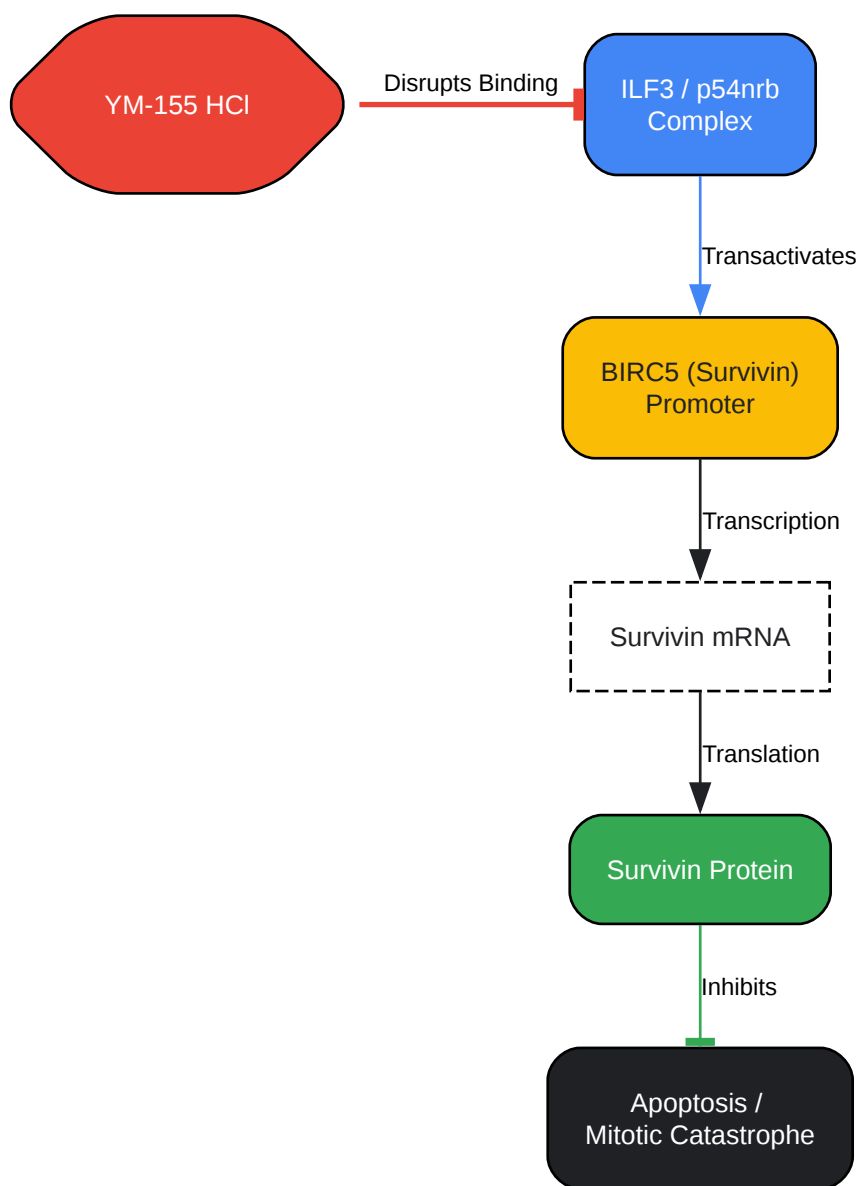 YM-155 HCl
Disrupts Binding
ILF3 / p54nrb
Complex
Transactivates
BIRC5 (Survivin)
Promoter
Transcription
Survivin mRNA
Translation
Survivin Protein
Inhibits
Apoptosis /
Mitotic Catastrophe